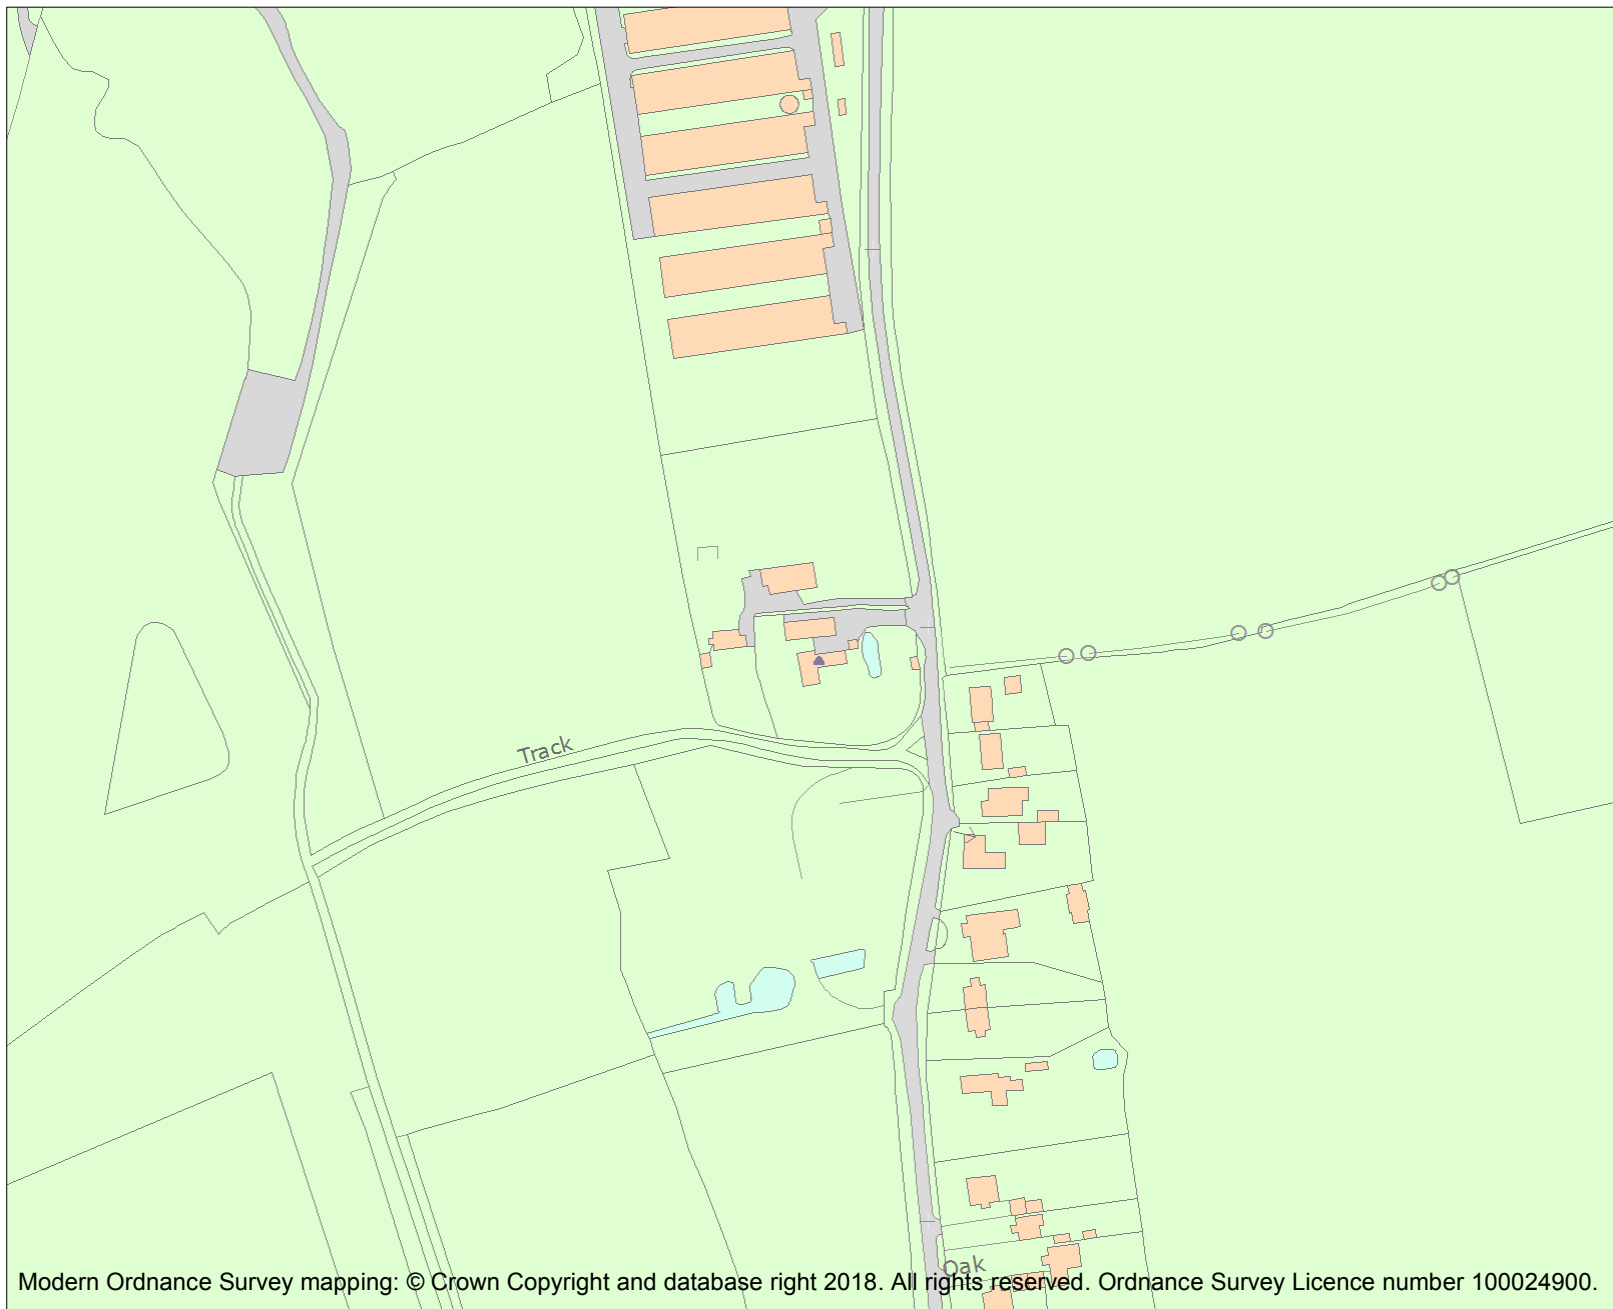 Track
Oak
Modern Ordnance Survey mapping: © Crown Copyright and database right 2018. All rights reserved. Ordnance Survey Licence number 100024900.